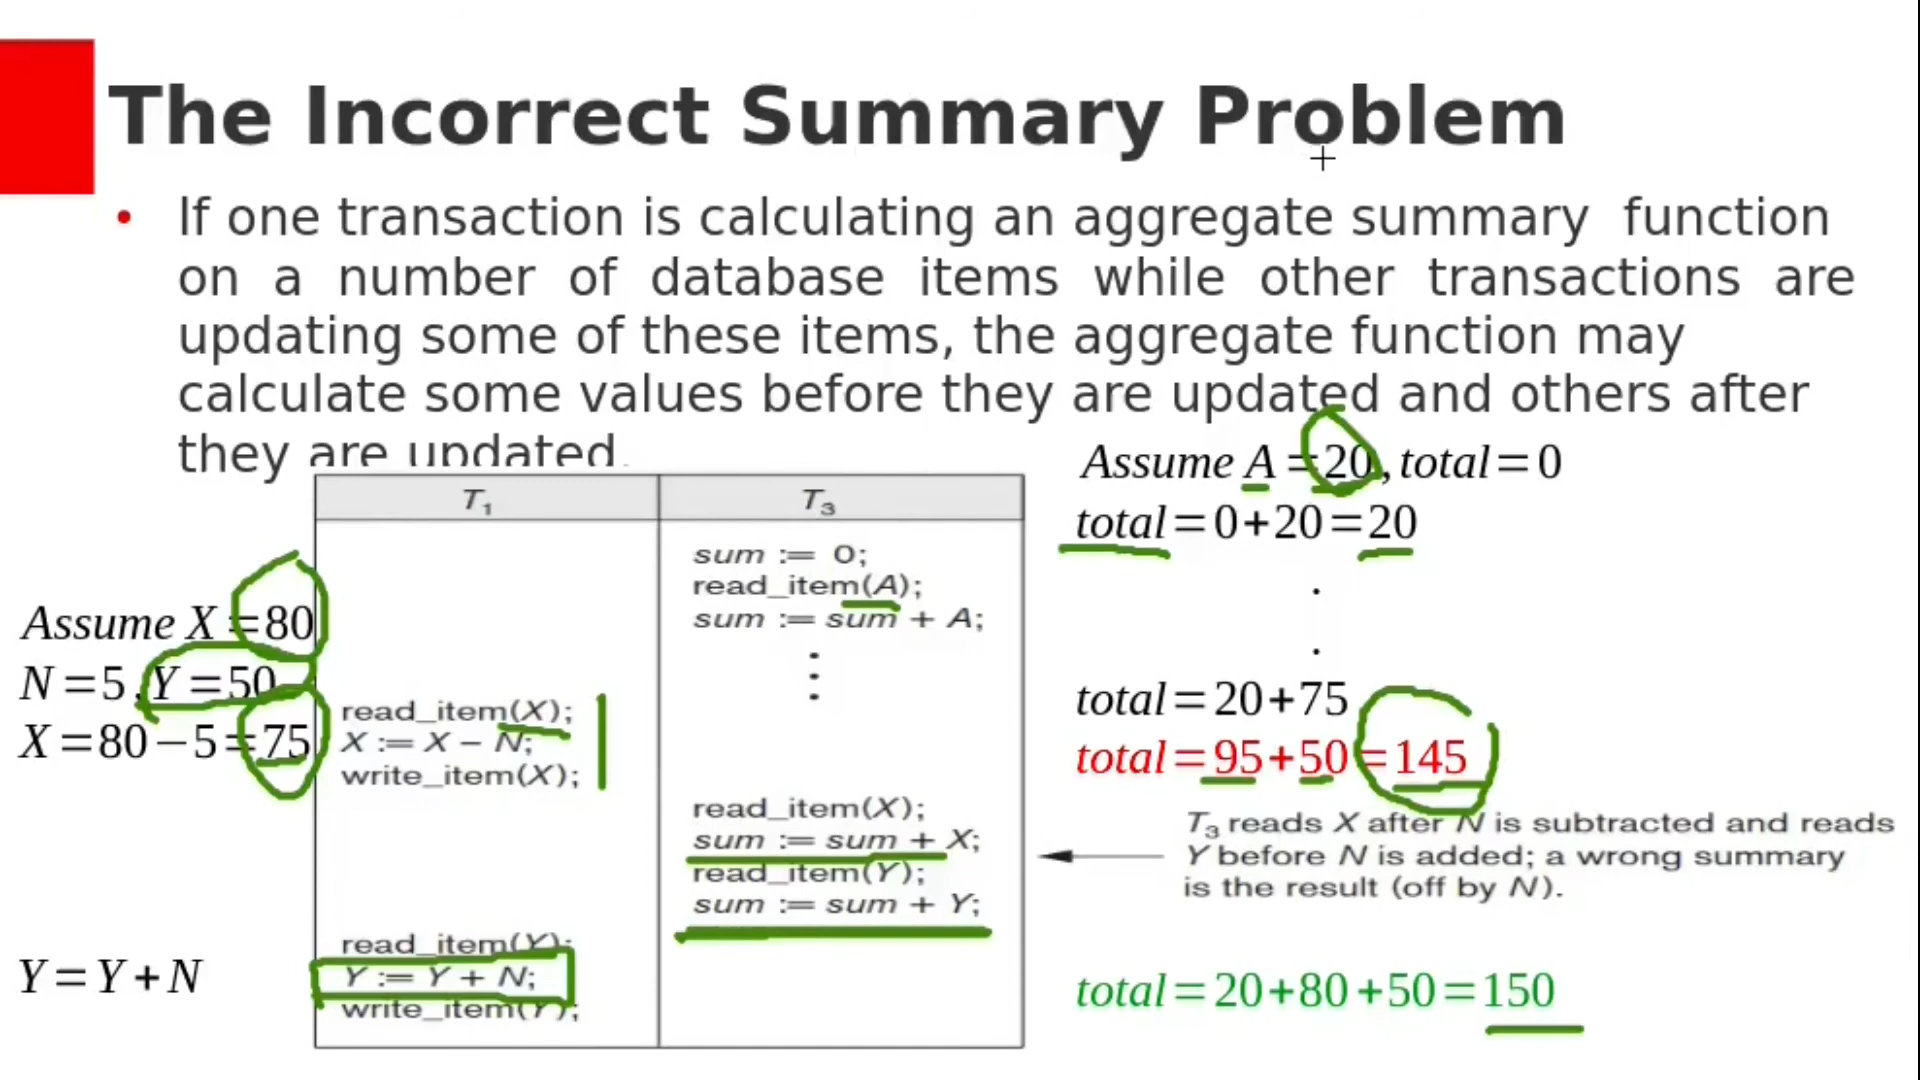 The Incorrect Summary Problem
• If one transaction is calculating an aggregate summary function
on a number of database items while other transactions are
updating some of these items, the aggregate function may
calculate some values before they are updated and others after
they are updated.
Assume A = 20, total = 0
total = 0+20 = 20
.
.
total = 20+75
total = 95+50 = 145
T3 reads X after N is subtracted and reads
Y before N is added; a wrong summary
is the result (off by N).
total = 20+80+50 = 150
Assume X = 80
N = 5, Y = 50
X = 80−5 = 75
Y = Y + N
T1
read_item(X);
X := X − N;
write_item(X);
read_item(Y);
Y := Y + N;
write_item(Y);
T3
sum := 0;
read_item(A);
sum := sum + A;
⋮
read_item(X);
sum := sum + X;
read_item(Y);
sum := sum + Y;